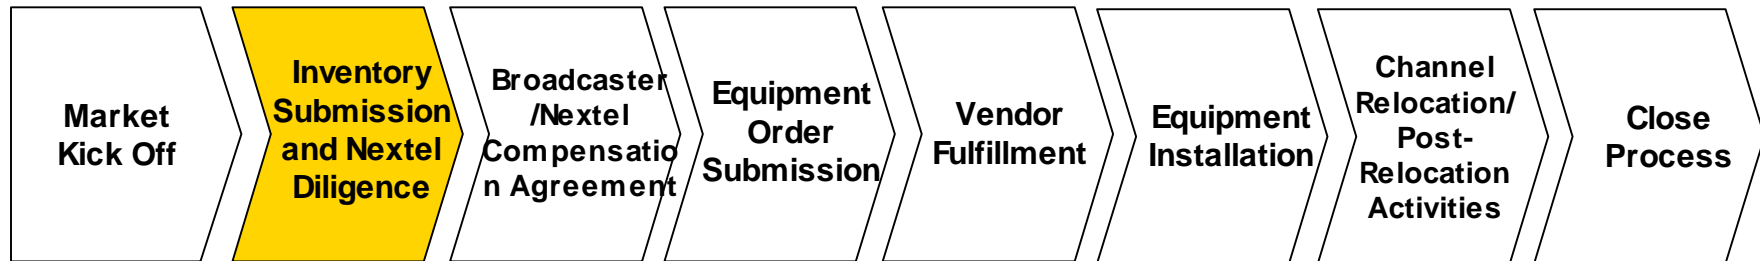 Market
Kick Off
Inventory
Submission
and Nextel
Diligence
Broadcaster
/Nextel
Compensatio
n Agreement
Equipment
Order
Submission
Vendor
Fulfillment
Equipment
Installation
Channel
Relocation/
Post-
Relocation
Activities
Close
Process